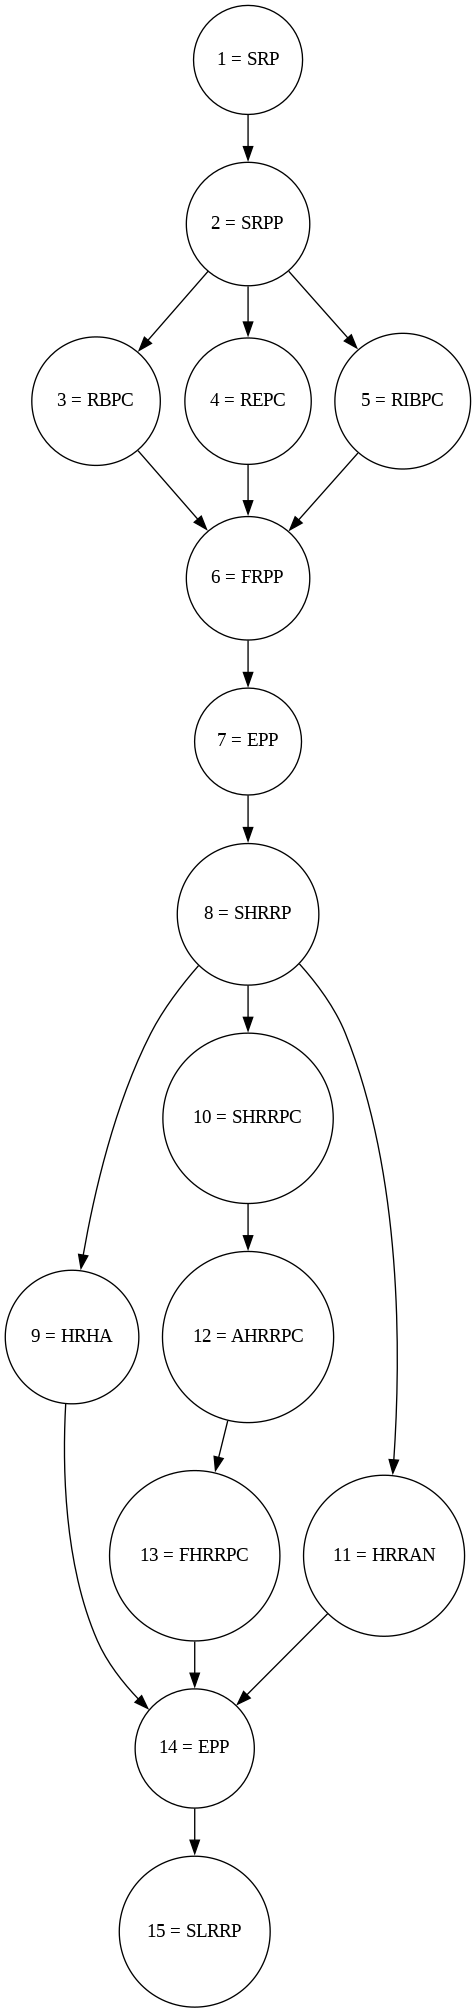 1 = SRP
2 = SRPP
3 = RBPC
4 = REPC
5 = RIBPC
6 = FRPP
7 = EPP
8 = SHRRP
10 = SHRRPC
9 = HRHA
12 = AHRRPC
13 = FHRRPC
11 = HRRAN
14 = EPP
15 = SLRRP